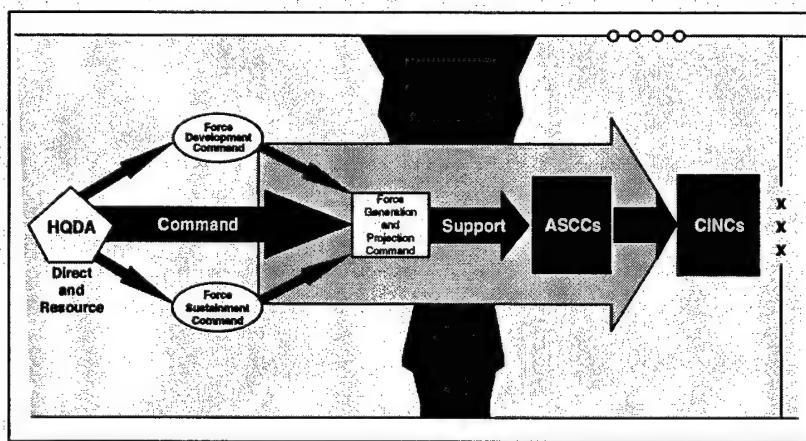 Force
Development
Command
HQDA
Direct
and
Resource
Command
Force
Generation
and
Projection
Command
Support
ASCCs
CINCs
X
X
X
Force
Sustainment
Command